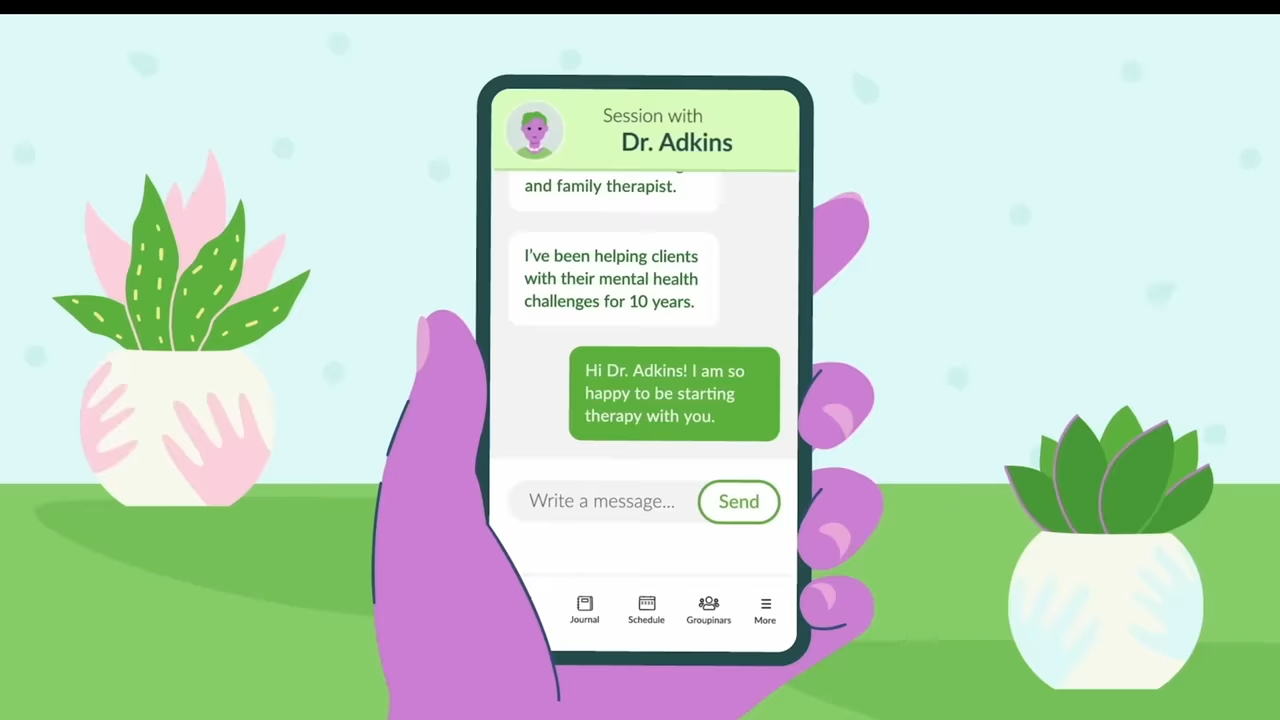 Session with
Dr. Adkins
and family therapist.
I've been helping clients
with their mental health
challenges for 10 years.
Hi Dr. Adkins! I am so
happy to be starting
therapy with you.
Write a message...
Send
Journal
Schedule
Groupinars
More